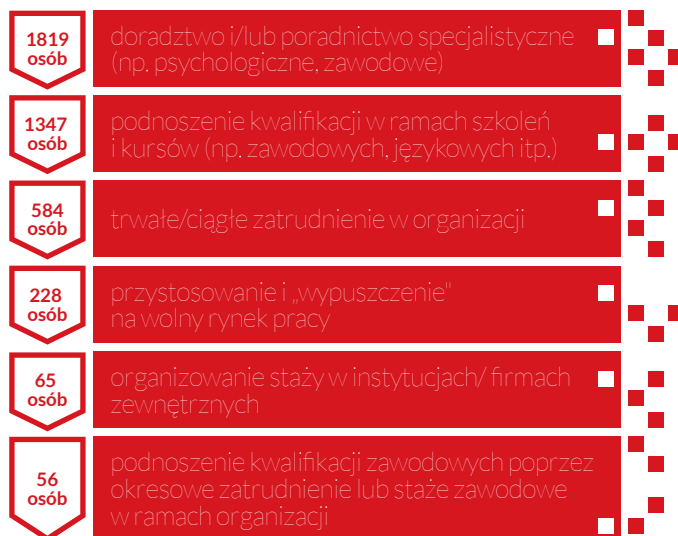 1819
osób
doradztwo i/lub poradnictwo specjalistyczne
(np. psychologiczne, zawodowe)
1347
osób
podnoszenie kwalifikacji w ramach szkoleń
i kursów (np. zawodowych, językowych itp.)
584
osób
trwałe/ciągłe zatrudnienie w organizacji
228
osób
przystosowanie i „wypuszczenie"
na wolny rynek pracy
65
osób
organizowanie staży w instytucjach/ firmach
zewnętrznych
56
osób
podnoszenie kwalifikacji zawodowych poprzez
okresowe zatrudnienie lub staże zawodowe
w ramach organizacji